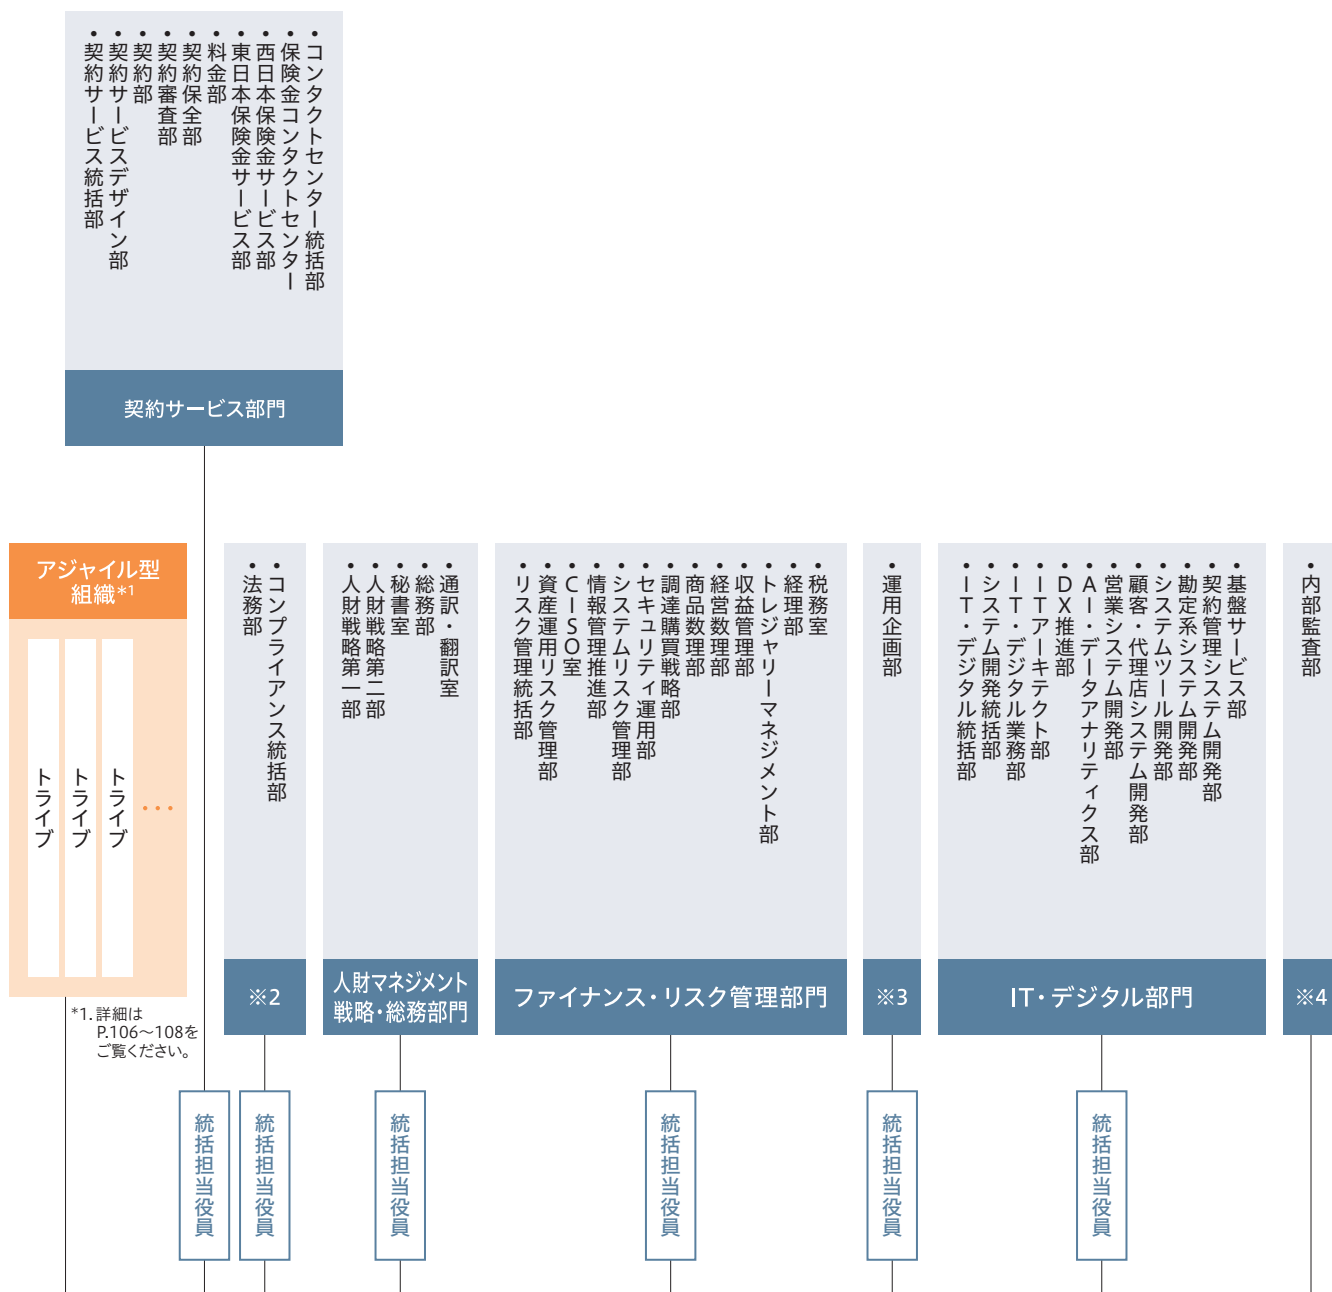 ・コンタクトセンター統括部
・保険金コンタクトセンター
・西日本保険金サービス部
・東日本保険金サービス部
・料金部
・契約保全部
・契約審査部
・契約部
・契約サービスデザイン部
・契約サービス統括部
契約サービス部門
アジャイル型
組織*1
トライブ
トライブ
トライブ
・・・
*1. 詳細は
P.106～108を
ご覧ください。
・コンプライアンス統括部
・法務部
※2
・通訳・翻訳室
・総務部
・秘書室
・人財戦略第二部
・人財戦略第一部
人財マネジメント
戦略・総務部門
・税務室
・経理部
・トレジャリーマネジメント部
・収益管理部
・経営数理部
・商品数理部
・調達購買戦略部
・セキュリティ運用部
・システムリスク管理部
・情報管理推進部
・CISO室
・資産運用リスク管理部
・リスク管理統括部
ファイナンス・リスク管理部門
・運用企画部
※3
・基盤サービス部
・契約管理システム開発部
・勘定系システム開発部
・システムツール開発部
・顧客・代理店システム開発部
・営業システム開発部
・AI・データアナリティクス部
・DX推進部
・ITアーキテクト部
・IT・デジタル業務部
・システム開発統括部
・IT・デジタル統括部
IT・デジタル部門
・内部監査部
※4
統括担当役員
統括担当役員
統括担当役員
統括担当役員
統括担当役員
統括担当役員